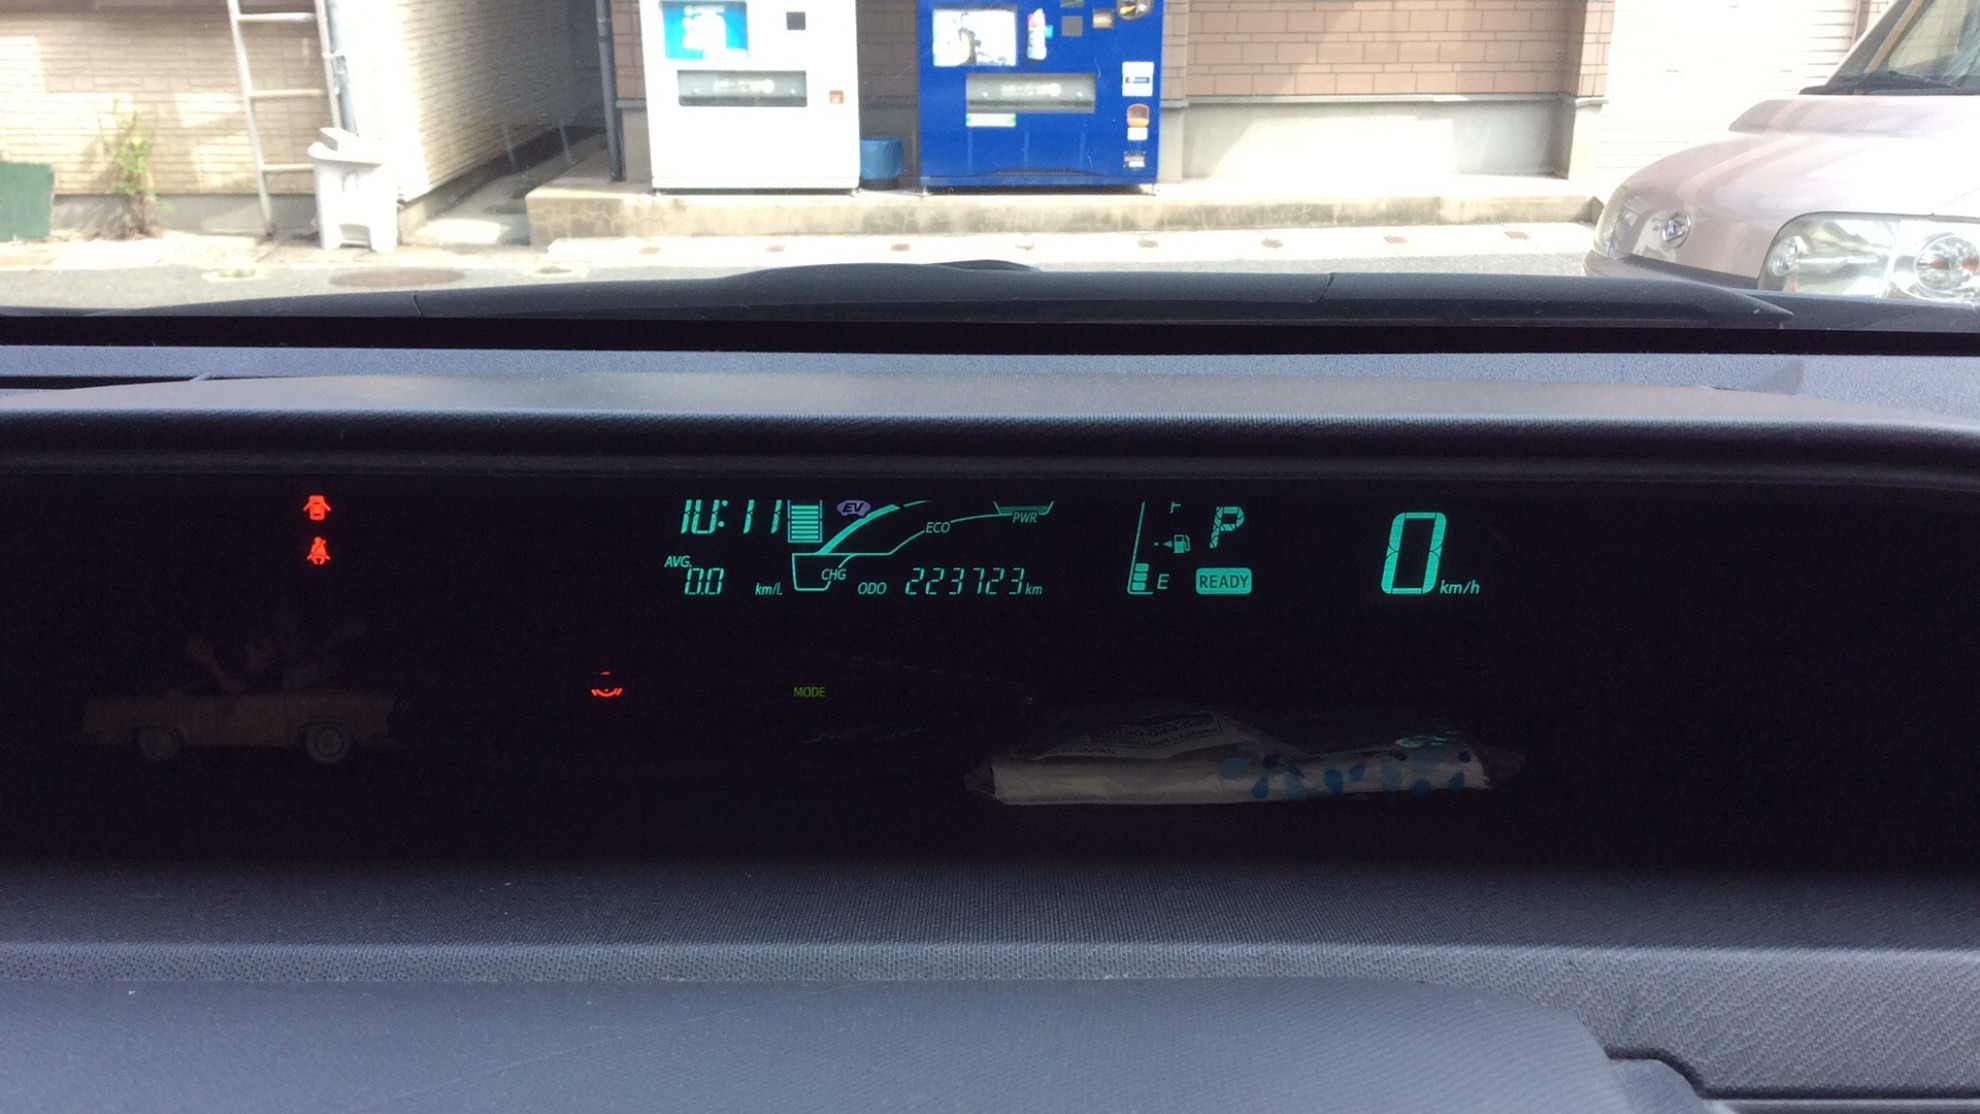 10:11
EV
ECO
PWR
F
P
0
km/h
AVG.
0.0
km/L
CHG
ODO
223723 km
E
READY
MODE